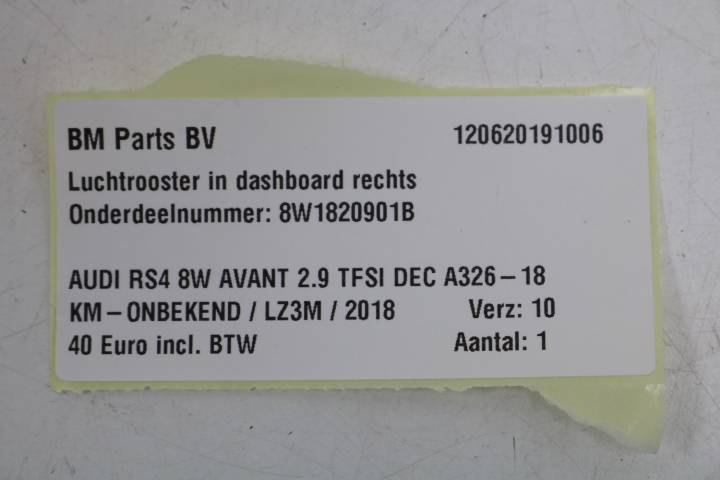 BM Parts BV 120620191006
Luchtrooster in dashboard rechts
Onderdeelnummer: 8W1820901B
AUDI RS4 8W AVANT 2.9 TFSI DEC A326-18
KM-ONBEKEND / LZ3M / 2018 Verz: 10
40 Euro incl. BTW Aantal: 1